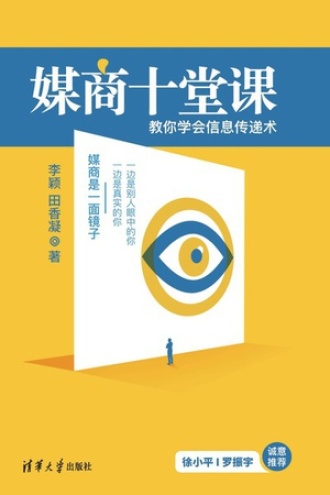 媒商十堂课
教你学会信息传递术
李颖 田香凝◎著
媒商是一面镜子
一边是别人眼中的你
一边是真实的你
清华大学出版社
徐小平 | 罗振宇
诚意
推荐